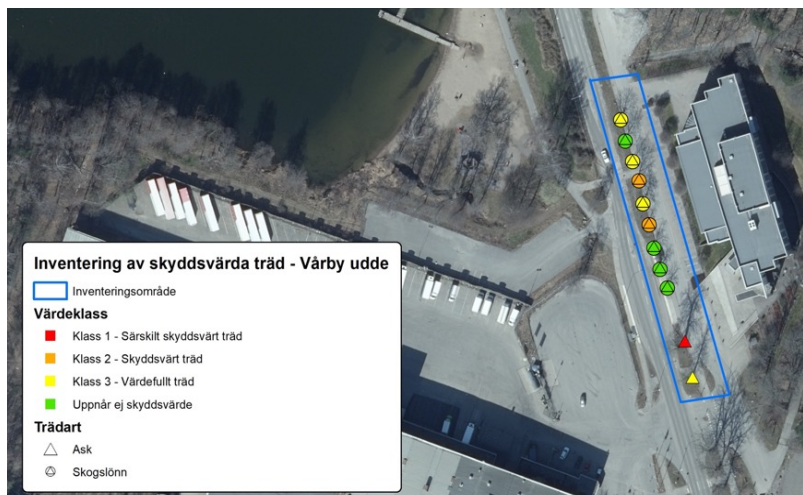 Inventering av skyddsvärda träd - Vårby udde
Inventeringsområde
Värdeklass
Klass 1 - Särskilt skyddsvärt träd
Klass 2 - Skyddsvärt träd
Klass 3 - Värdefullt träd
Uppnår ej skyddsvärde
Trädart
Ask
Skogslönn